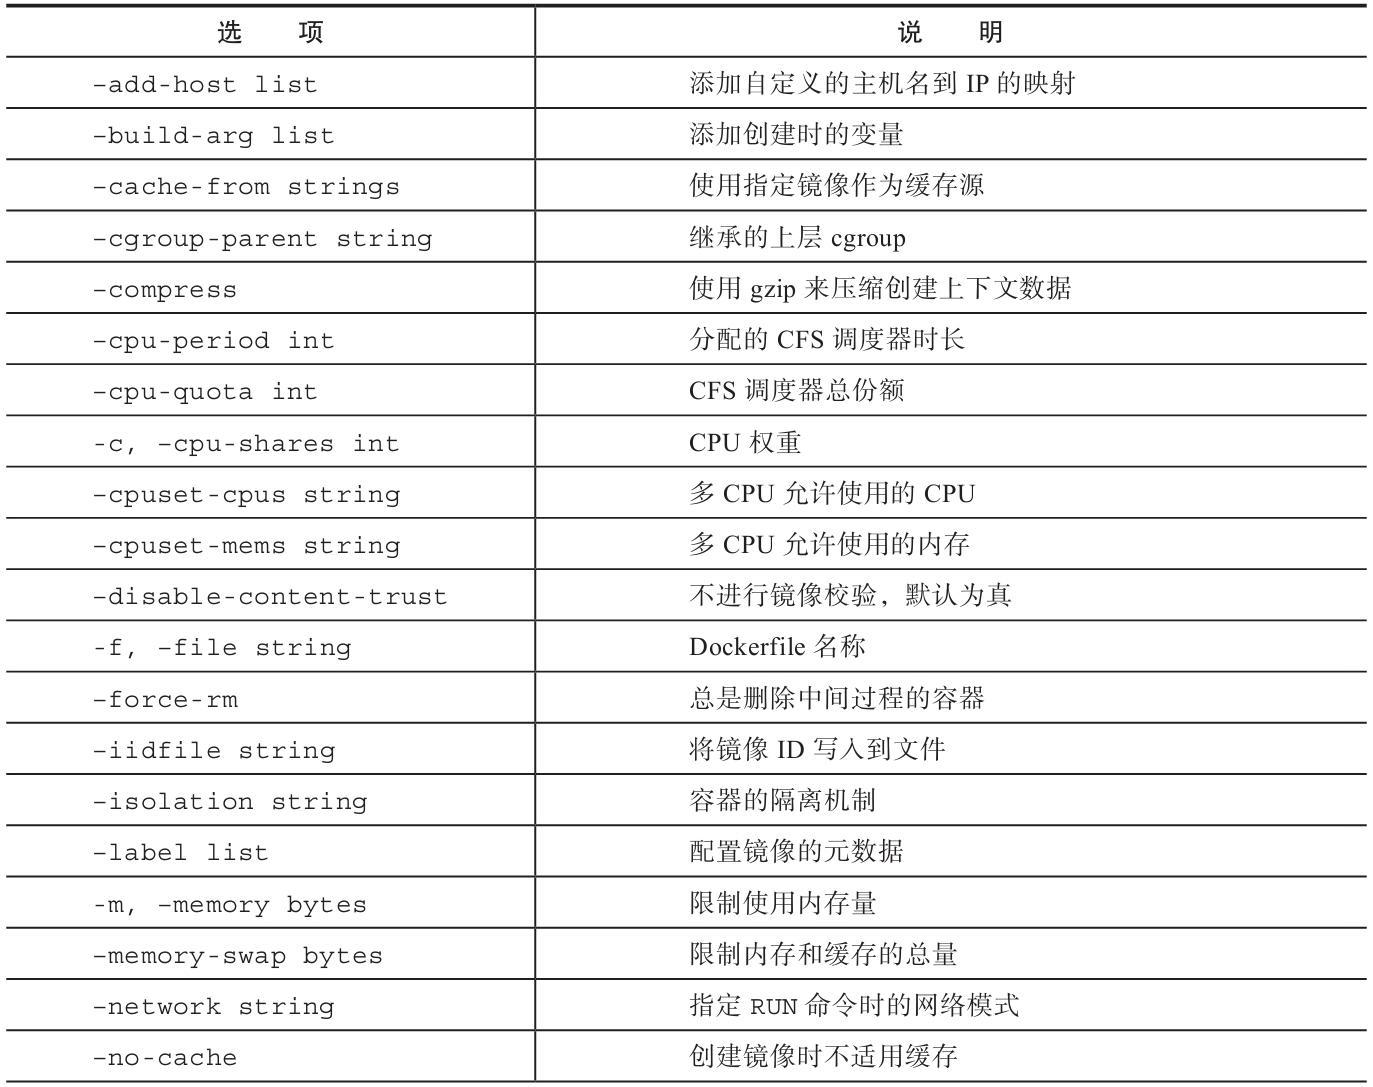 选 项 说 明
–add-host list 添加自定义的主机名到 IP 的映射
–build-arg list 添加创建时的变量
–cache-from strings 使用指定镜像作为缓存源
–cgroup-parent string 继承的上层 cgroup
–compress 使用 gzip 来压缩创建上下文数据
–cpu-period int 分配的 CFS 调度器时长
–cpu-quota int CFS 调度器总份额
-c, –cpu-shares int CPU 权重
–cpuset-cpus string 多 CPU 允许使用的 CPU
–cpuset-mems string 多 CPU 允许使用的内存
–disable-content-trust 不进行镜像校验，默认为真
-f, –file string Dockerfile 名称
–force-rm 总是删除中间过程的容器
–iidfile string 将镜像 ID 写入到文件
–isolation string 容器的隔离机制
–label list 配置镜像的元数据
-m, –memory bytes 限制使用内存量
–memory-swap bytes 限制内存和缓存的总量
–network string 指定 RUN 命令时的网络模式
–no-cache 创建镜像时不适用缓存